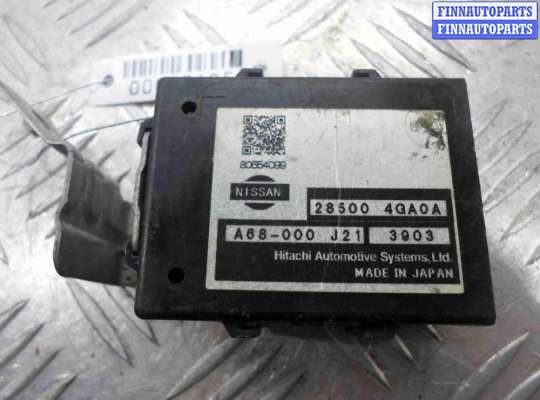 FINNAUTOPARTS
FINNAUTOPARTS
80654099
NISSAN
28500 4GA0A
A68-000 J21 3903
Hitachi Automotive Systems, Ltd.
MADE IN JAPAN